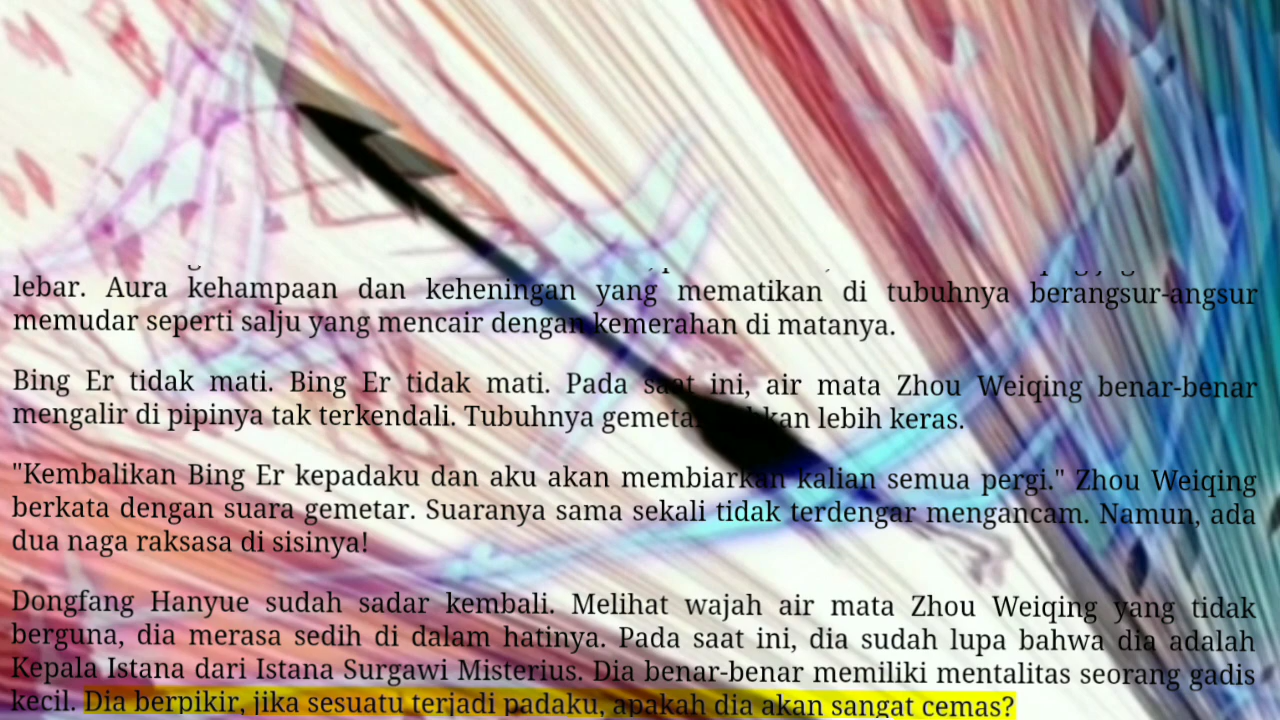 lebar. Aura kehampaan dan keheningan yang mematikan di tubuhnya berangsur-angsur
memudar seperti salju yang mencair dengan kemerahan di matanya.
Bing Er tidak mati. Bing Er tidak mati. Pada saat ini, air mata Zhou Weiqing benar-benar
mengalir di pipinya tak terkendali. Tubuhnya lebih keras.
"Kembalikan Bing Er kepadaku dan aku akan membiarkan kalian semua pergi." Zhou Weiqing
berkata dengan suara gemetar. Suaranya sama sekali tidak terdengar mengancam. Namun, ada
dua naga raksasa di sisinya!
Dongfang Hanyue sudah sadar kembali. Melihat wajah air mata Zhou Weiqing yang tidak
berguna, dia merasa sedih di dalam hatinya. Pada saat ini, dia sudah lupa bahwa dia adalah
Kepala Istana dari Istana Surgawi Misterius. Dia benar-benar memiliki mentalitas seorang gadis
kecil. Dia berpikir, jika sesuatu terjadi padaku, apakah dia akan sangat cemas?